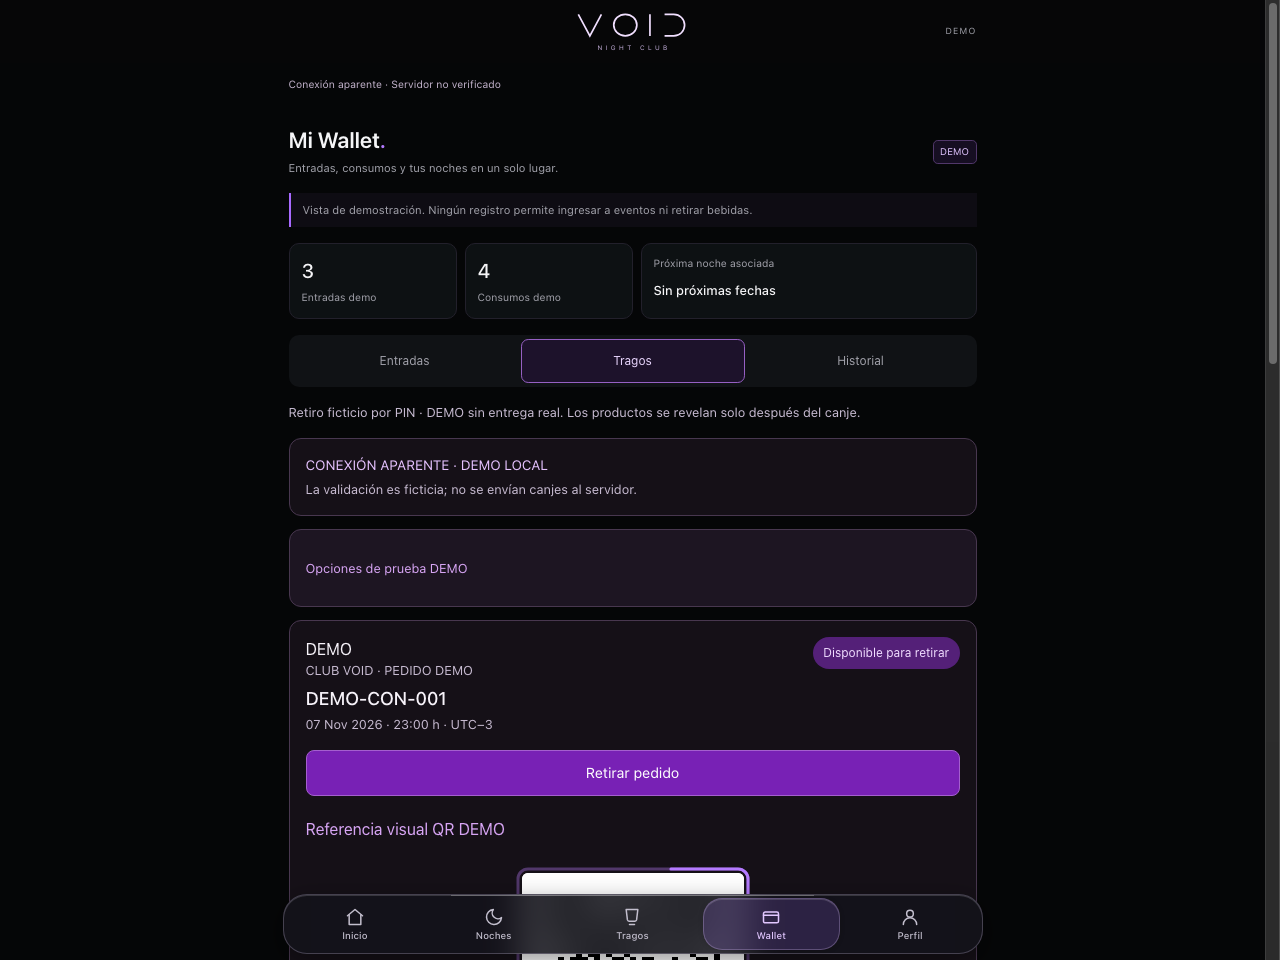 VOID
NIGHT CLUB
DEMO
Conexión aparente · Servidor no verificado
Mi Wallet.
DEMO
Entradas, consumos y tus noches en un solo lugar.
Vista de demostración. Ningún registro permite ingresar a eventos ni retirar bebidas.
3
Entradas demo
4
Consumos demo
Próxima noche asociada
Sin próximas fechas
Entradas
Tragos
Historial
Retiro ficticio por PIN · DEMO sin entrega real. Los productos se revelan solo después del canje.
CONEXIÓN APARENTE · DEMO LOCAL
La validación es ficticia; no se envían canjes al servidor.
Opciones de prueba DEMO
DEMO
Disponible para retirar
CLUB VOID · PEDIDO DEMO
DEMO-CON-001
07 Nov 2026 · 23:00 h · UTC−3
Retirar pedido
Referencia visual QR DEMO
Inicio
Noches
Tragos
Wallet
Perfil